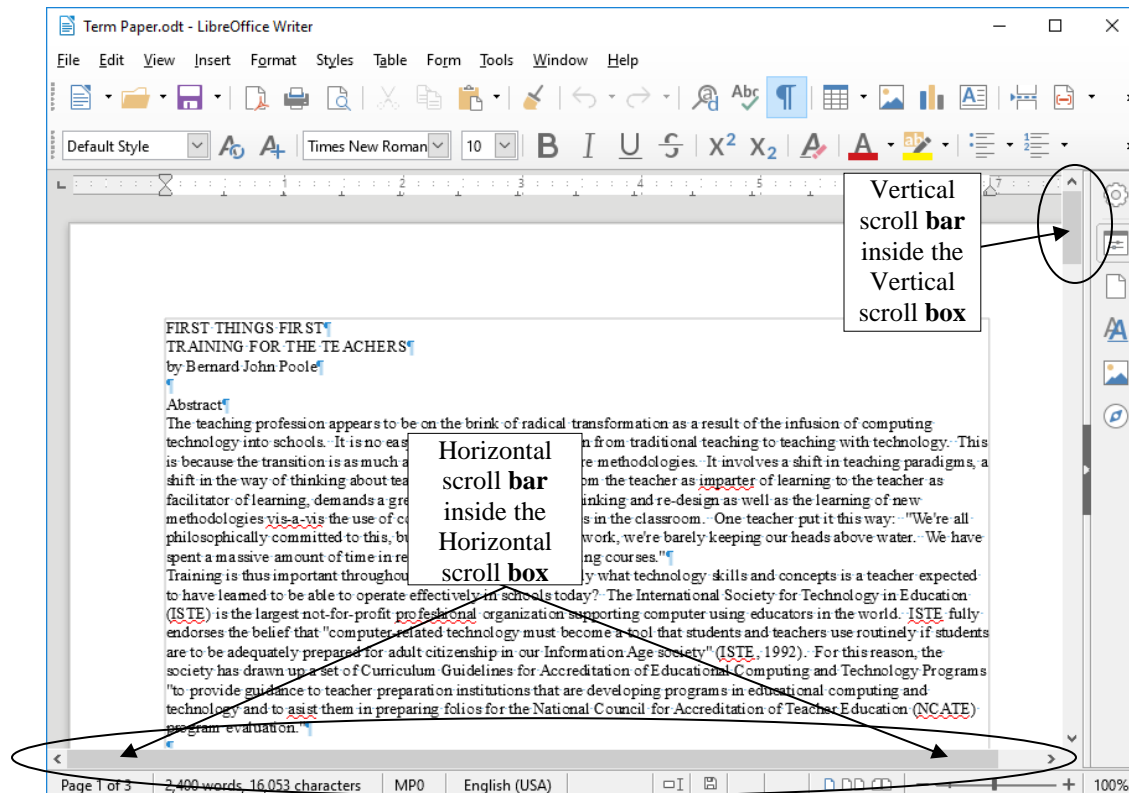 Term Paper.odt - LibreOffice Writer
File Edit View Insert Format Styles Table Form Tools Window Help
Default Style Times New Roman 10 B I U S X² X₂ A A
1 2 3 4 5 7
Vertical
scroll bar
inside the
Vertical
scroll box
FIRST THINGS FIRST¶
TRAINING FOR THE TEACHERS¶
by Bernard John Poole¶
¶
Abstract¶
The teaching profession appears to be on the brink of radical transformation as a result of the infusion of computing
technology into schools. It is no eas n from traditional teaching to teaching with technology. This
is because the transition is as much a re methodologies. It involves a shift in teaching paradigms, a
shift in the way of thinking about tea om the teacher as imparter of learning to the teacher as
facilitator of learning, demands a gre inking and re-design as well as the learning of new
methodologies vis-a-vis the use of co s in the classroom. One teacher put it this way: "We're all
philosophically committed to this, bu work, we're barely keeping our heads above water. We have
spent a massive amount of time in re ng courses."¶
Horizontal
scroll bar
inside the
Horizontal
scroll box
Training is thus important throughou ly what technology skills and concepts is a teacher expected
to have learned to be able to operate effectively in schools today? The International Society for Technology in Education
(ISTE) is the largest not-for-profit professional organization supporting computer using educators in the world. ISTE fully
endorses the belief that "computer-related technology must become a tool that students and teachers use routinely if students
are to be adequately prepared for adult citizenship in our Information Age society" (ISTE, 1992). For this reason, the
society has drawn up a set of Curriculum Guidelines for Accreditation of Educational Computing and Technology Programs
"to provide guidance to teacher preparation institutions that are developing programs in educational computing and
technology and to asist them in preparing folios for the National Council for Accreditation of Teacher Education (NCATE)
program evaluation."¶
¶
Page 1 of 3 2,400 words, 16,053 characters MP0 English (USA) 100%